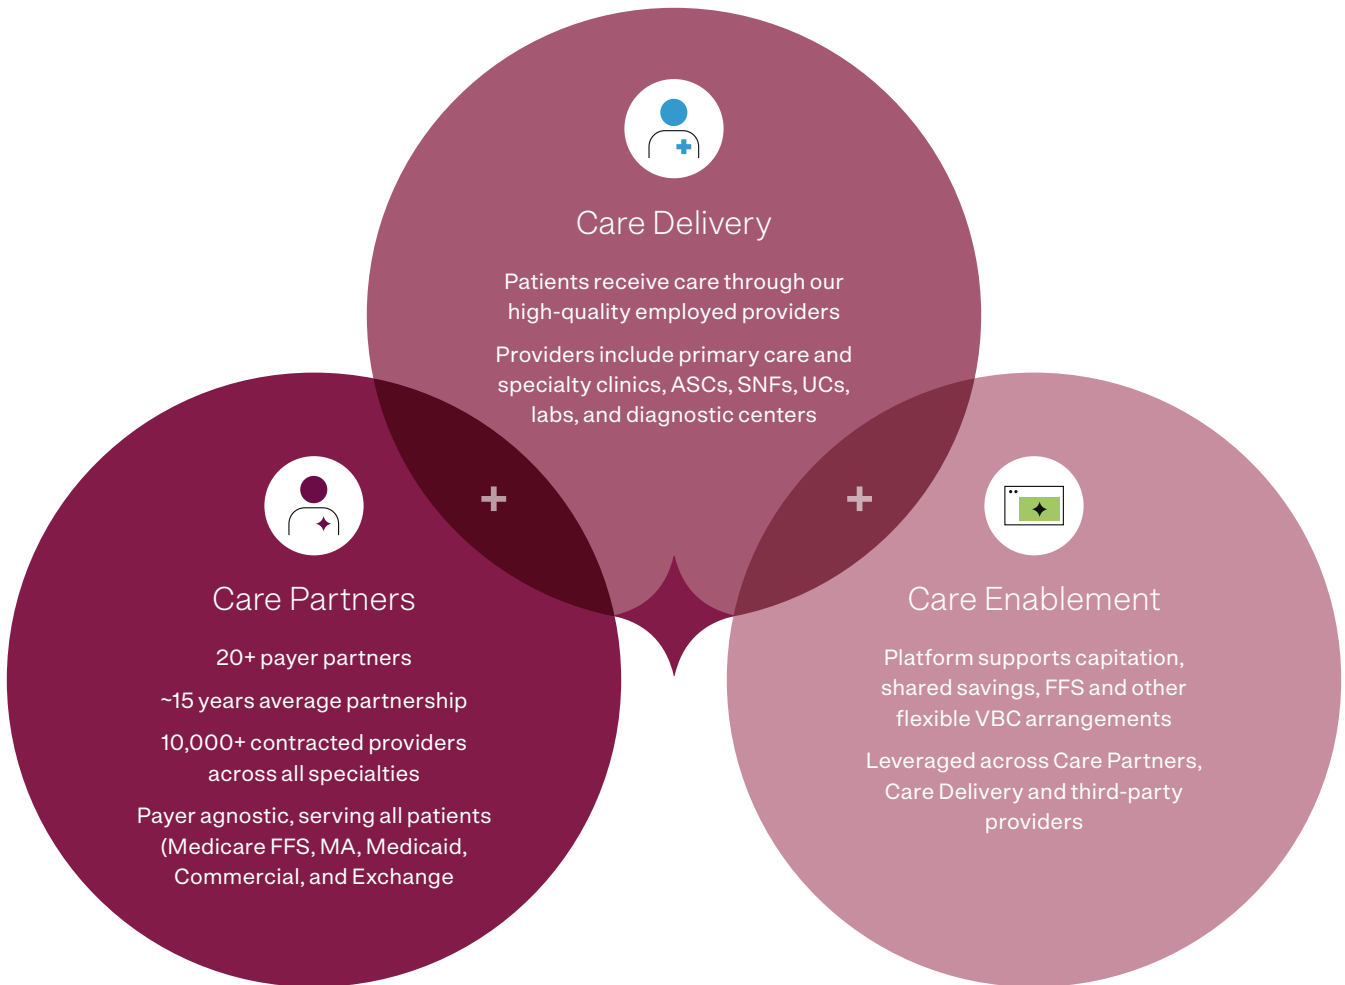 Care Delivery
Patients receive care through our
high-quality employed providers
Providers include primary care and
specialty clinics, ASCs, SNFs, UCs,
labs, and diagnostic centers
Care Partners
20+ payer partners
~15 years average partnership
10,000+ contracted providers
across all specialties
Payer agnostic, serving all patients
(Medicare FFS, MA, Medicaid,
Commercial, and Exchange
Care Enablement
Platform supports capitation,
shared savings, FFS and other
flexible VBC arrangements
Leveraged across Care Partners,
Care Delivery and third-party
providers